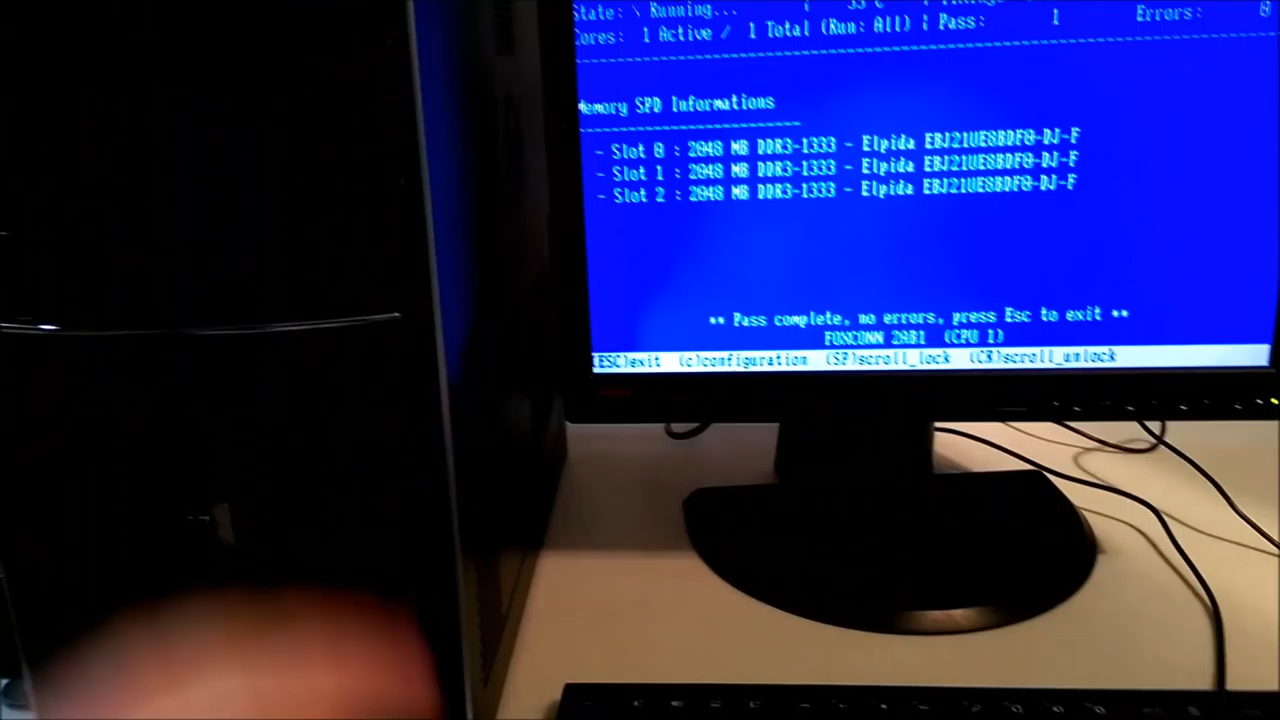 State: \ Running... | 33°C |
Cores: 1 Active / 1 Total (Run: All) | Pass: 1 Errors: 0
Memory SPD Informations
- Slot 0 : 2048 MB DDR3-1333 - Elpida EBJ21UE8BDF0-DJ-F
- Slot 1 : 2048 MB DDR3-1333 - Elpida EBJ21UE8BDF0-DJ-F
- Slot 2 : 2048 MB DDR3-1333 - Elpida EBJ21UE8BDF0-DJ-F
** Pass complete, no errors, press Esc to exit **
FOXCONN 2AB1 (CPU 1)
(ESC)exit (c)configuration (SP)scroll_lock (CR)scroll_unlock